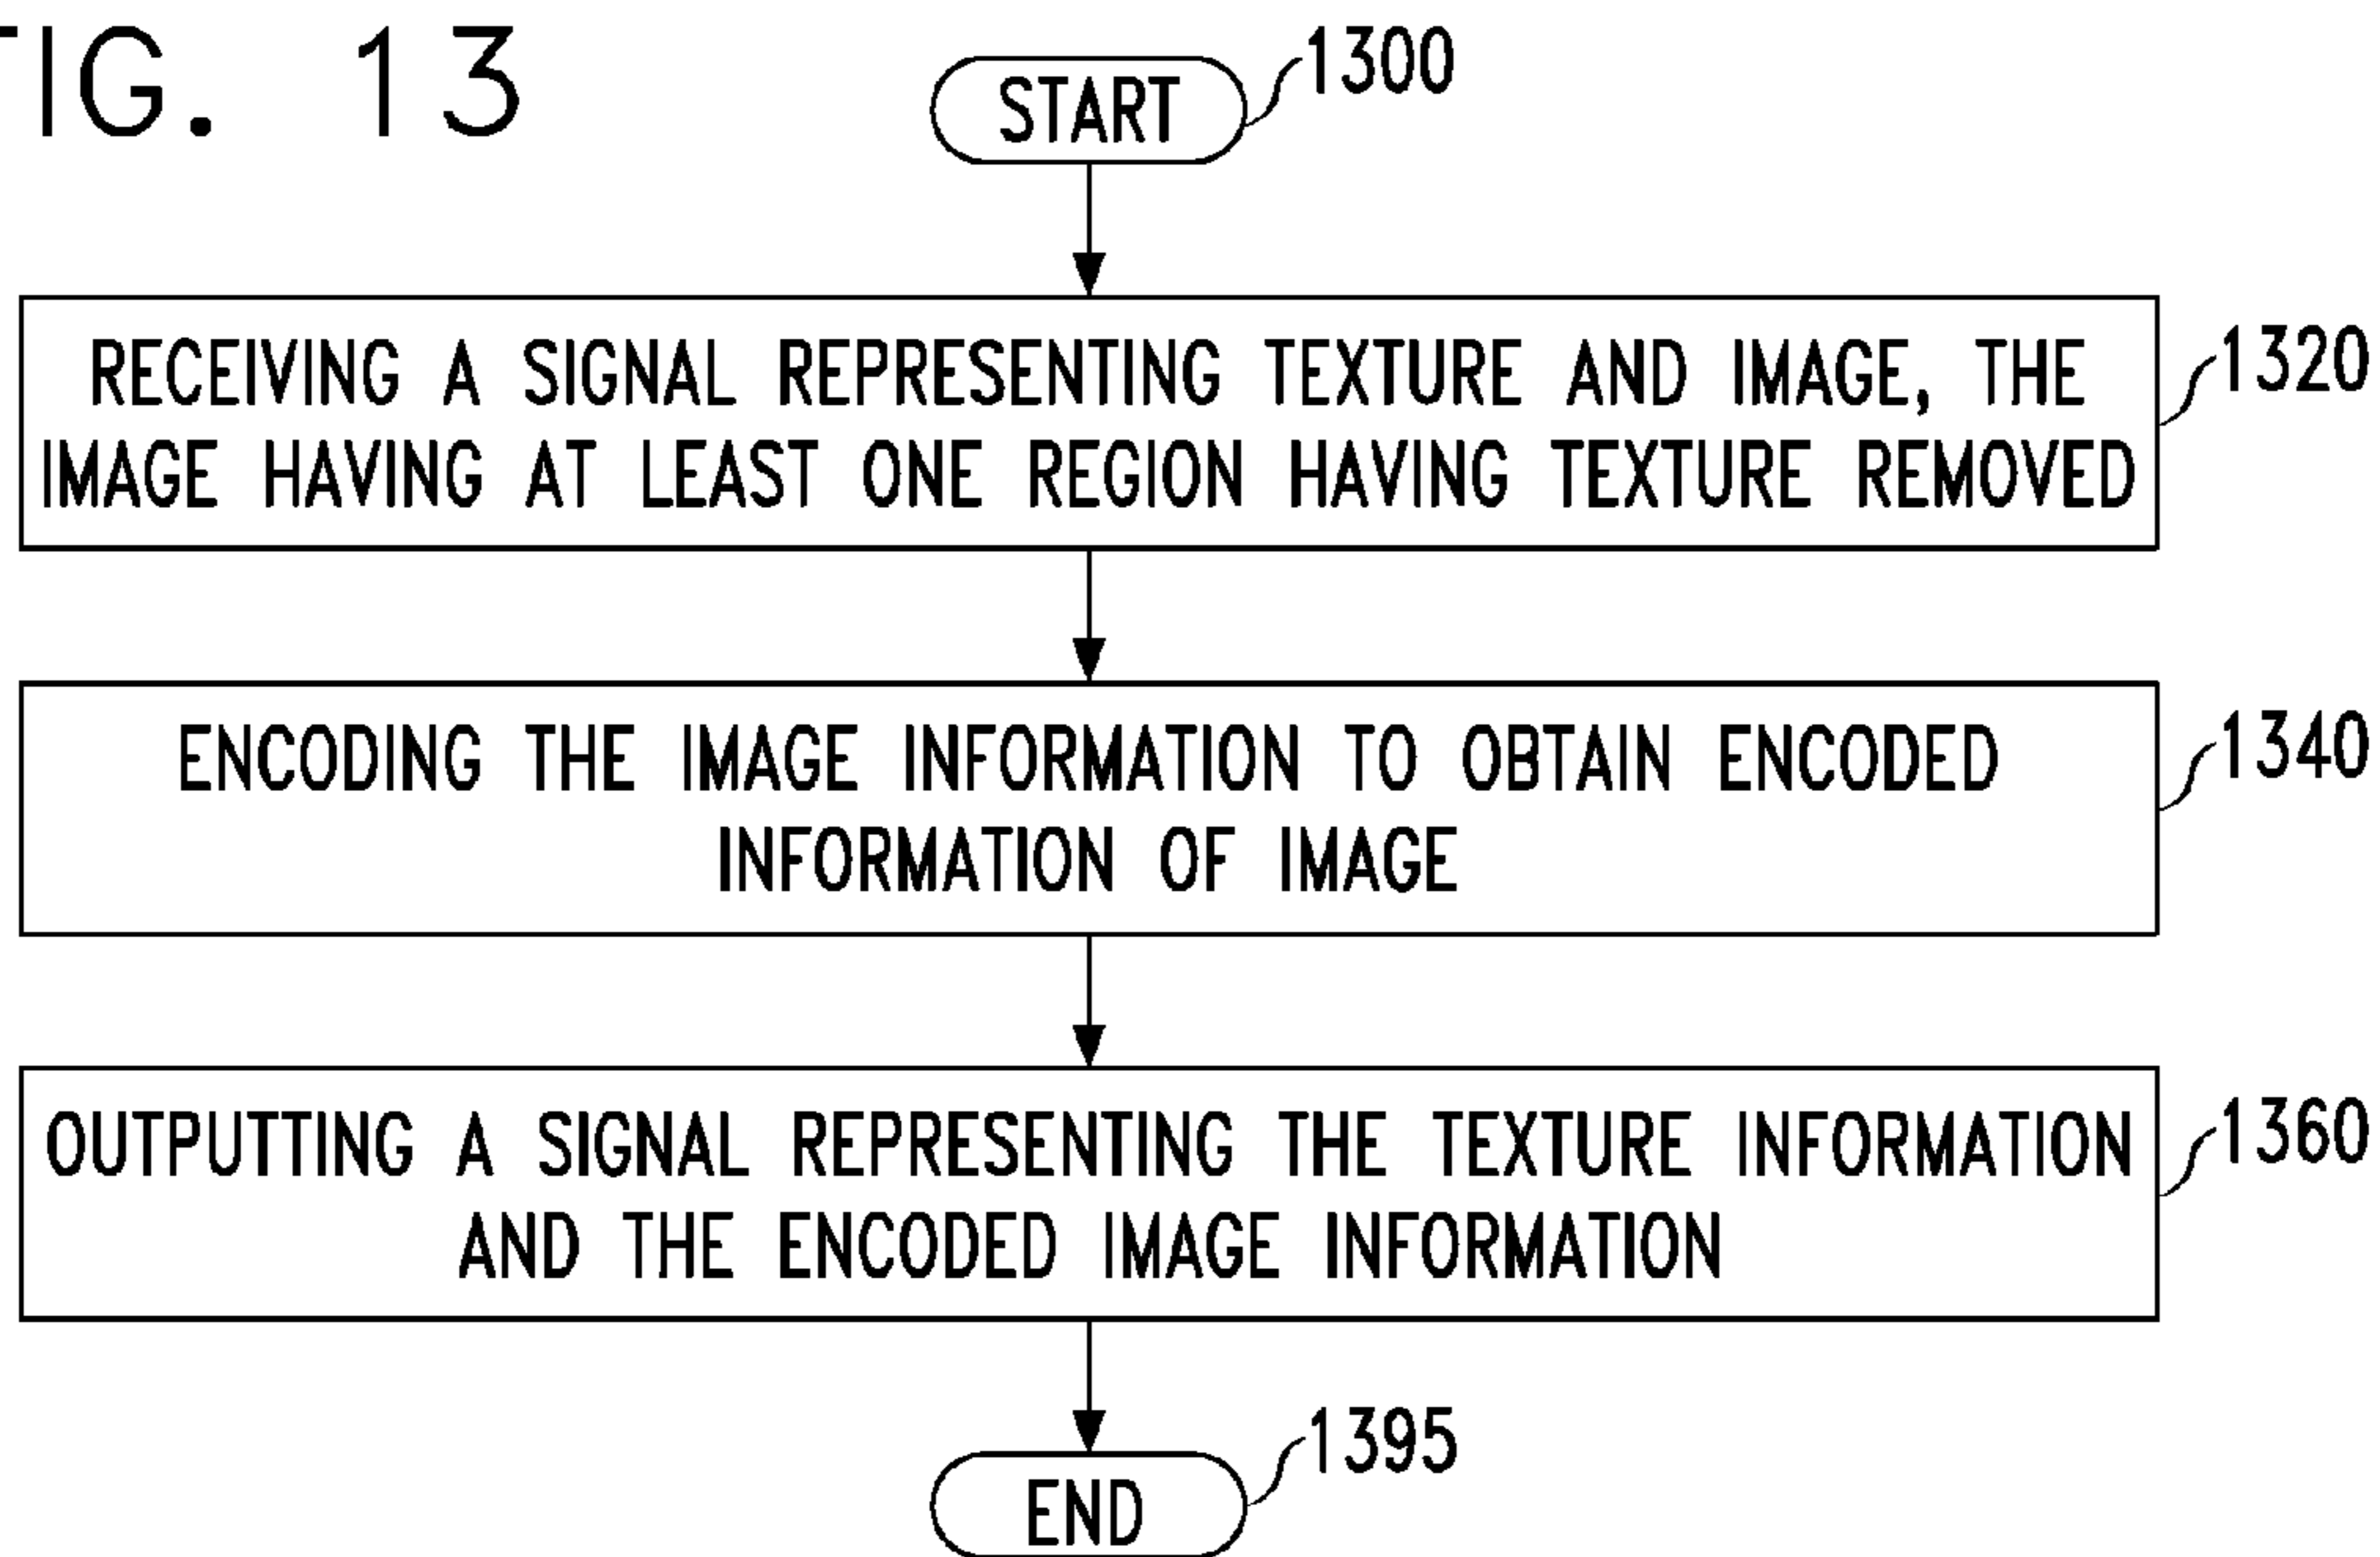 FIG. 13
START
1300
RECEIVING A SIGNAL REPRESENTING TEXTURE AND IMAGE, THE
IMAGE HAVING AT LEAST ONE REGION HAVING TEXTURE REMOVED
1320
ENCODING THE IMAGE INFORMATION TO OBTAIN ENCODED
INFORMATION OF IMAGE
1340
OUTPUTTING A SIGNAL REPRESENTING THE TEXTURE INFORMATION
AND THE ENCODED IMAGE INFORMATION
1360
END
1395